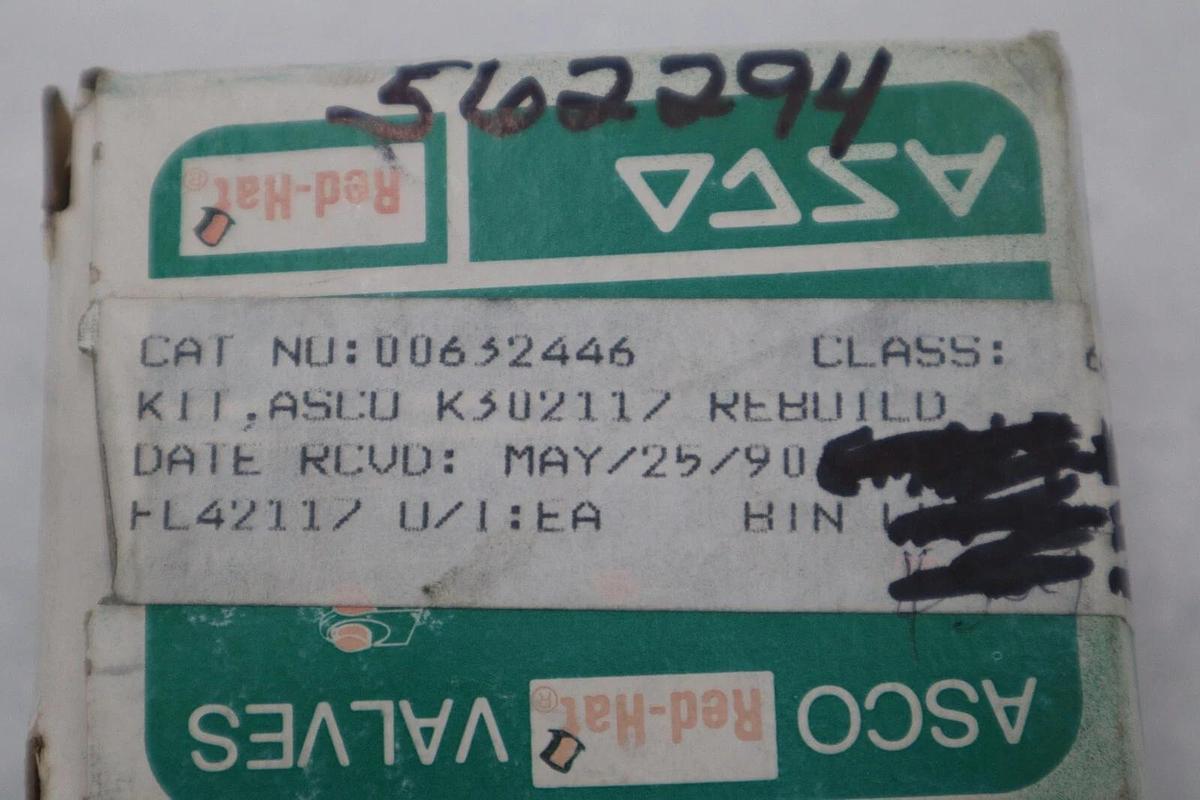 562294
Red-Hat® ASCO
CAT NO:00632446 CLASS:
KIT,ASCO K302117 REBUILD
DATE RCVD: MAY/25/90
FL42117 U/I:EA BIN
ASCO Red-Hat® VALVES